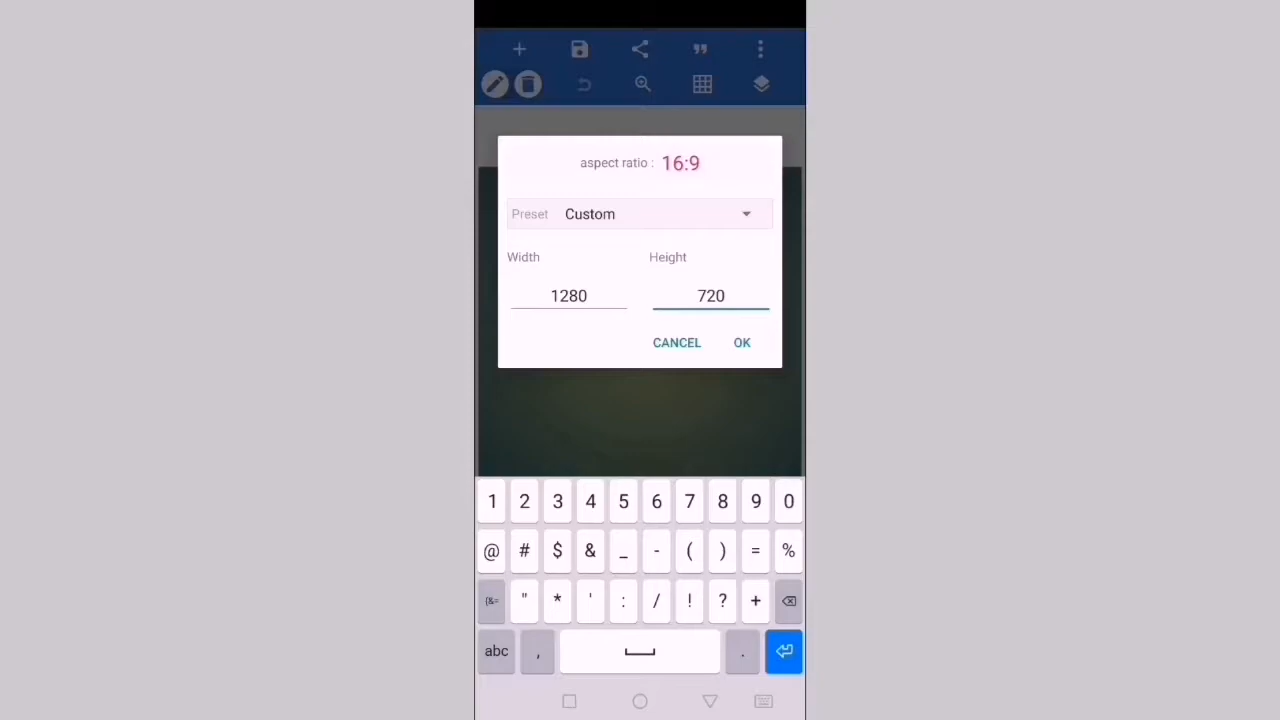 aspect ratio : 16:9
Preset Custom
Width Height
1280 720
CANCEL OK
1 2 3 4 5 6 7 8 9 0
@ # $ & _ - ( ) = %
{&= " * ' : / ! ? +
abc , .